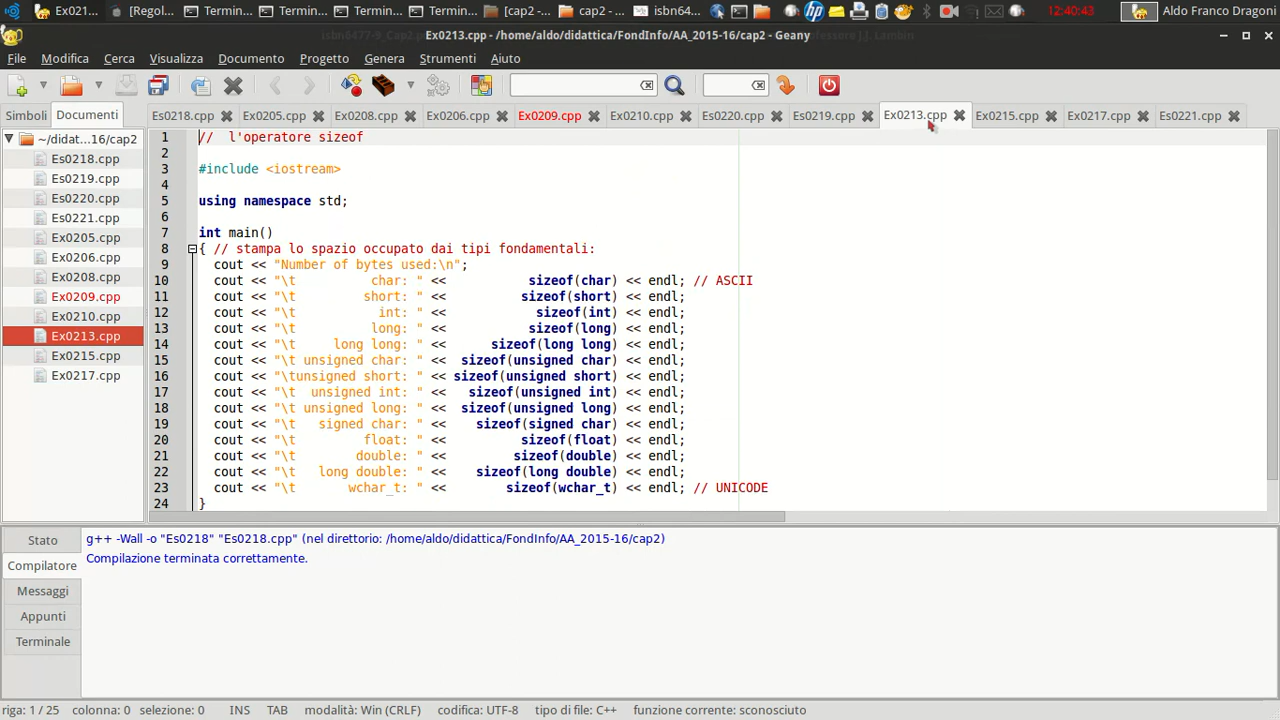 Ex021...
[Regol...
Termin...
Termin...
Termin...
Termin...
[cap2 -...
cap2 -...
isbn64...
12:40:43
Aldo Franco Dragoni
Ex0213.cpp - /home/aldo/didattica/FondInfo/AA_2015-16/cap2 - Geany
File Modifica Cerca Visualizza Documento Progetto Genera Strumenti Aiuto
Simboli Documenti
Es0218.cpp Ex0205.cpp Ex0208.cpp Ex0206.cpp Ex0209.cpp Ex0210.cpp Es0220.cpp Es0219.cpp Ex0213.cpp Ex0215.cpp Ex0217.cpp Es0221.cpp
~/didat...16/cap2
Es0218.cpp
Es0219.cpp
Es0220.cpp
Es0221.cpp
Ex0205.cpp
Ex0206.cpp
Ex0208.cpp
Ex0209.cpp
Ex0210.cpp
Ex0213.cpp
Ex0215.cpp
Ex0217.cpp
1 // l'operatore sizeof
2
3 #include <iostream>
4
5 using namespace std;
6
7 int main()
8 { // stampa lo spazio occupato dai tipi fondamentali:
9 cout << "Number of bytes used:\n";
10 cout << "\t          char: " <<           sizeof(char) << endl; // ASCII
11 cout << "\t         short: " <<          sizeof(short) << endl;
12 cout << "\t           int: " <<            sizeof(int) << endl;
13 cout << "\t          long: " <<           sizeof(long) << endl;
14 cout << "\t     long long: " <<      sizeof(long long) << endl;
15 cout << "\t unsigned char: " <<  sizeof(unsigned char) << endl;
16 cout << "\tunsigned short: " << sizeof(unsigned short) << endl;
17 cout << "\t  unsigned int: " <<   sizeof(unsigned int) << endl;
18 cout << "\t unsigned long: " <<  sizeof(unsigned long) << endl;
19 cout << "\t   signed char: " <<    sizeof(signed char) << endl;
20 cout << "\t         float: " <<          sizeof(float) << endl;
21 cout << "\t        double: " <<         sizeof(double) << endl;
22 cout << "\t   long double: " <<    sizeof(long double) << endl;
23 cout << "\t       wchar_t: " <<        sizeof(wchar_t) << endl; // UNICODE
24 }
Stato
Compilatore
Messaggi
Appunti
Terminale
g++ -Wall -o "Es0218" "Es0218.cpp" (nel direttorio: /home/aldo/didattica/FondInfo/AA_2015-16/cap2)
Compilazione terminata correttamente.
riga: 1 / 25 colonna: 0 selezione: 0 INS TAB modalità: Win (CRLF) codifica: UTF-8 tipo di file: C++ funzione corrente: sconosciuto